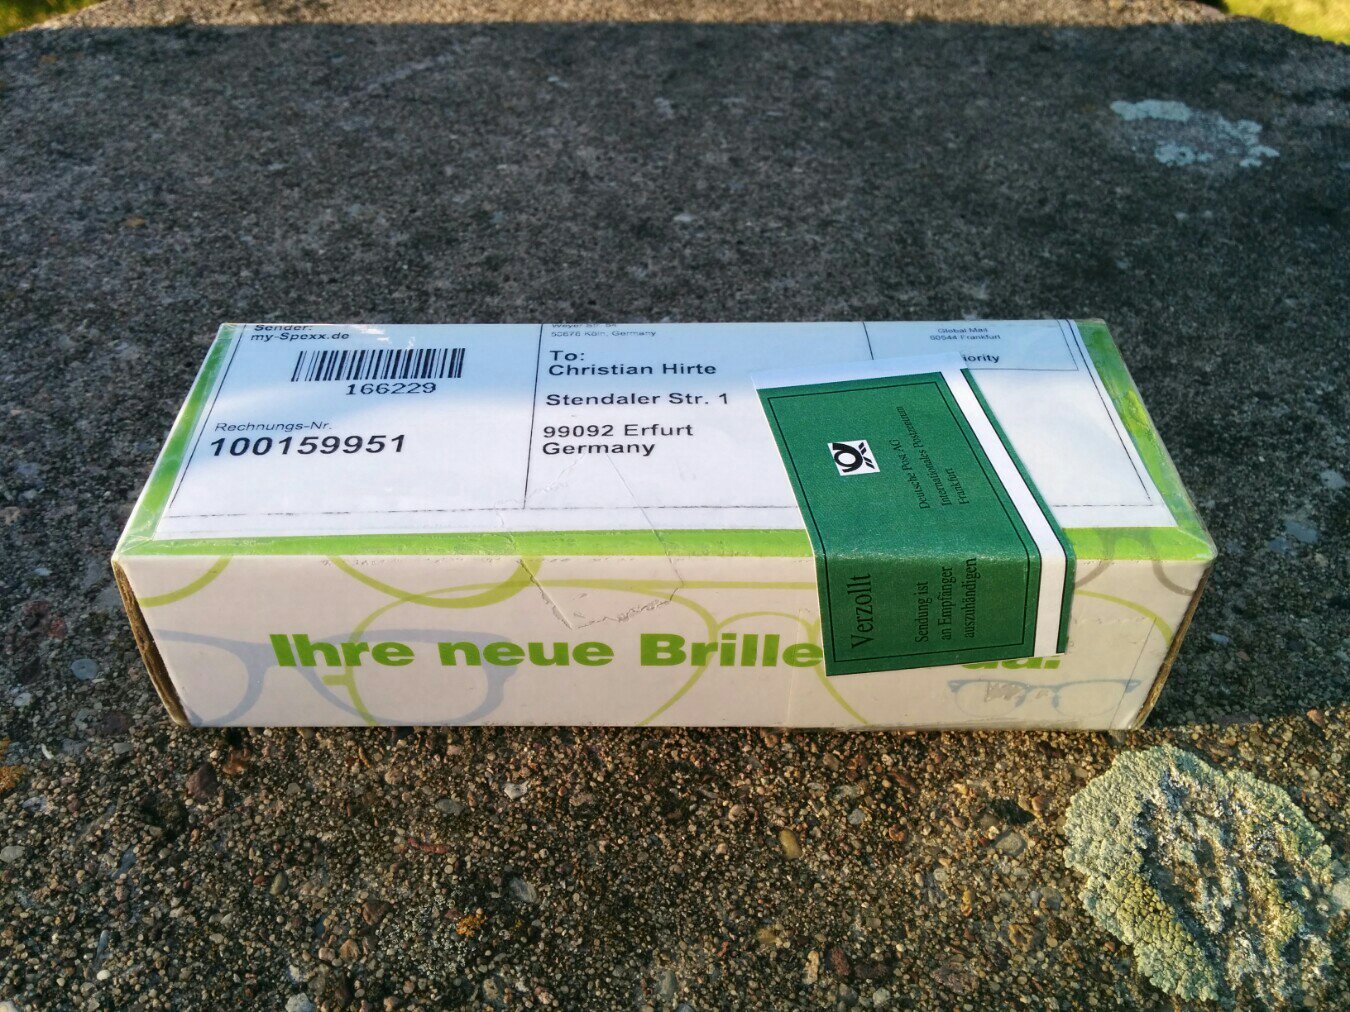 Sender:
my-Spexx.de
166229
Rechnungs-Nr.
100159951
Weyer Str. 54
50676 Köln, Germany
To:
Christian Hirte
Stendaler Str. 1
99092 Erfurt
Germany
Global Mail
60544 Frankfurt
iority
Deutsche Post AG
Internationales Postzentrum
Frankfurt
Verzollt
Sendung ist
an Empfänger
auszuhändigen
Ihre neue Brille da!